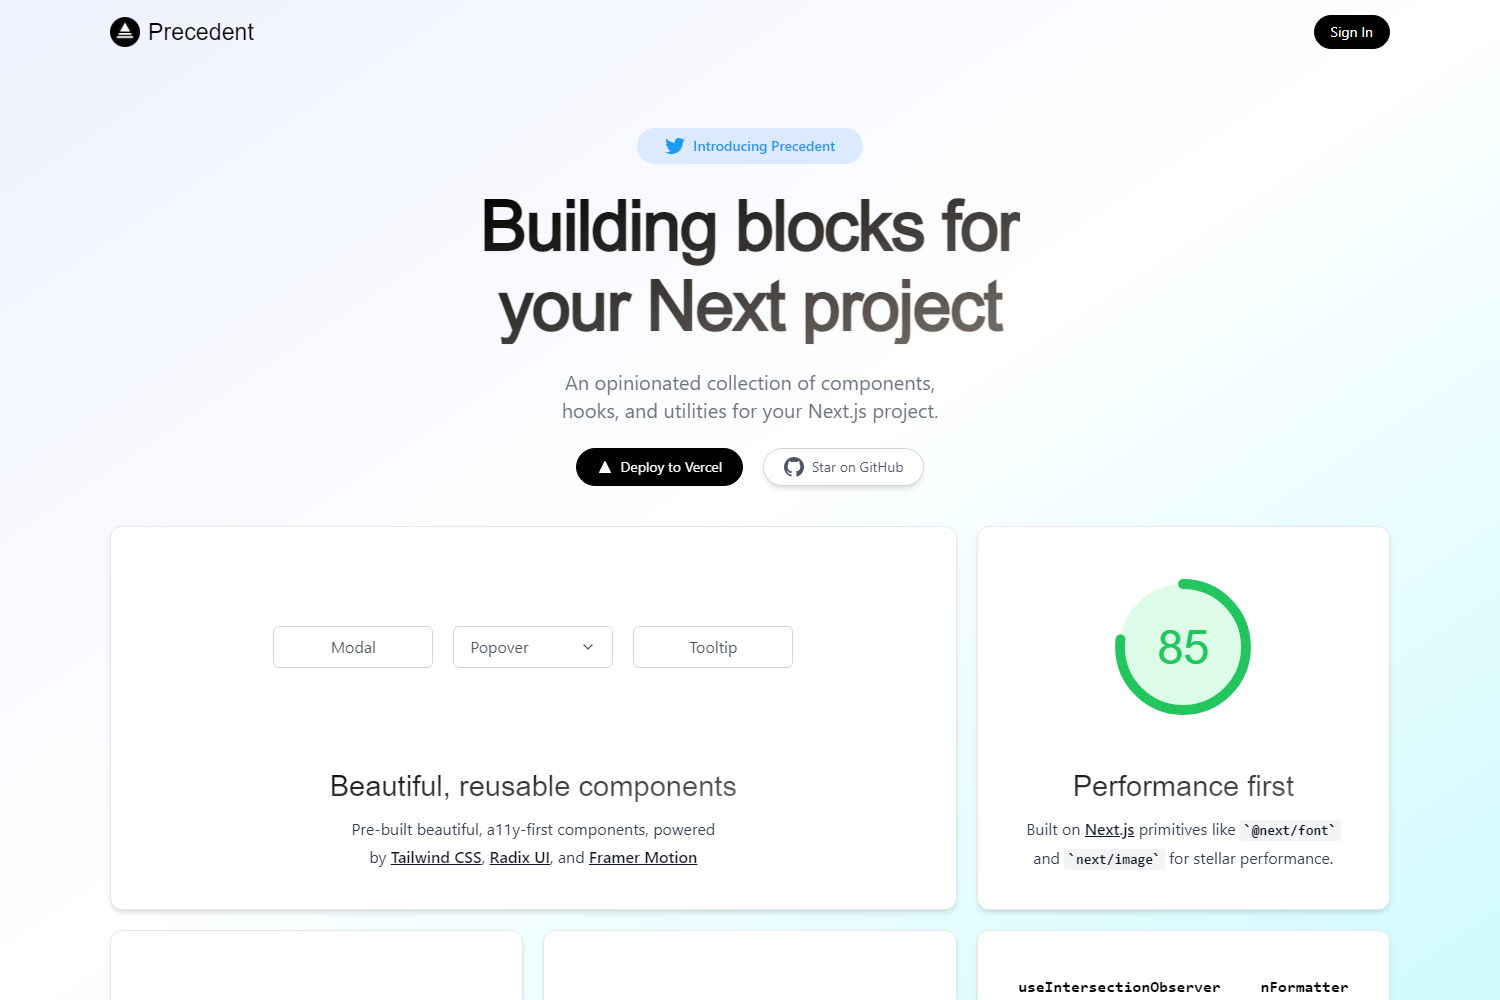 Precedent
Sign In
Introducing Precedent
Building blocks for
your Next project
An opinionated collection of components,
hooks, and utilities for your Next.js project.
Deploy to Vercel
Star on GitHub
Modal
Popover
Tooltip
Beautiful, reusable components
Pre-built beautiful, a11y-first components, powered
by Tailwind CSS, Radix UI, and Framer Motion
85
Performance first
Built on Next.js primitives like `@next/font`
and `next/image` for stellar performance.
useIntersectionObserver
nFormatter